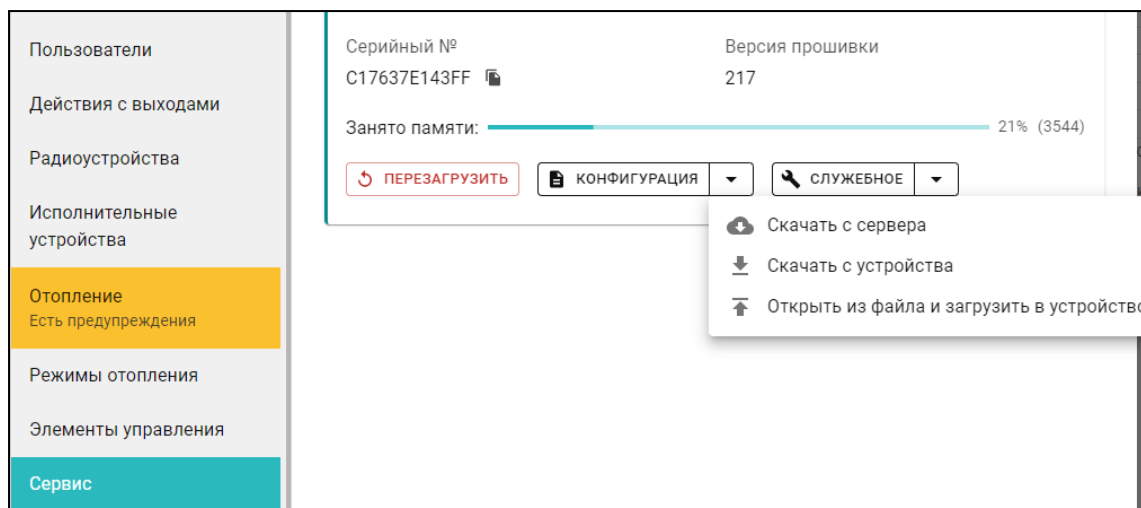 Пользователи
Действия с выходами
Радиоустройства
Исполнительные
устройства
Отопление
Есть предупреждения
Режимы отопления
Элементы управления
Сервис
Серийный № Версия прошивки
C17637E143FF 217
Занято памяти: 21% (3544)
ПЕРЕЗАГРУЗИТЬ КОНФИГУРАЦИЯ СЛУЖЕБНОЕ
Скачать с сервера
Скачать с устройства
Открыть из файла и загрузить в устройство